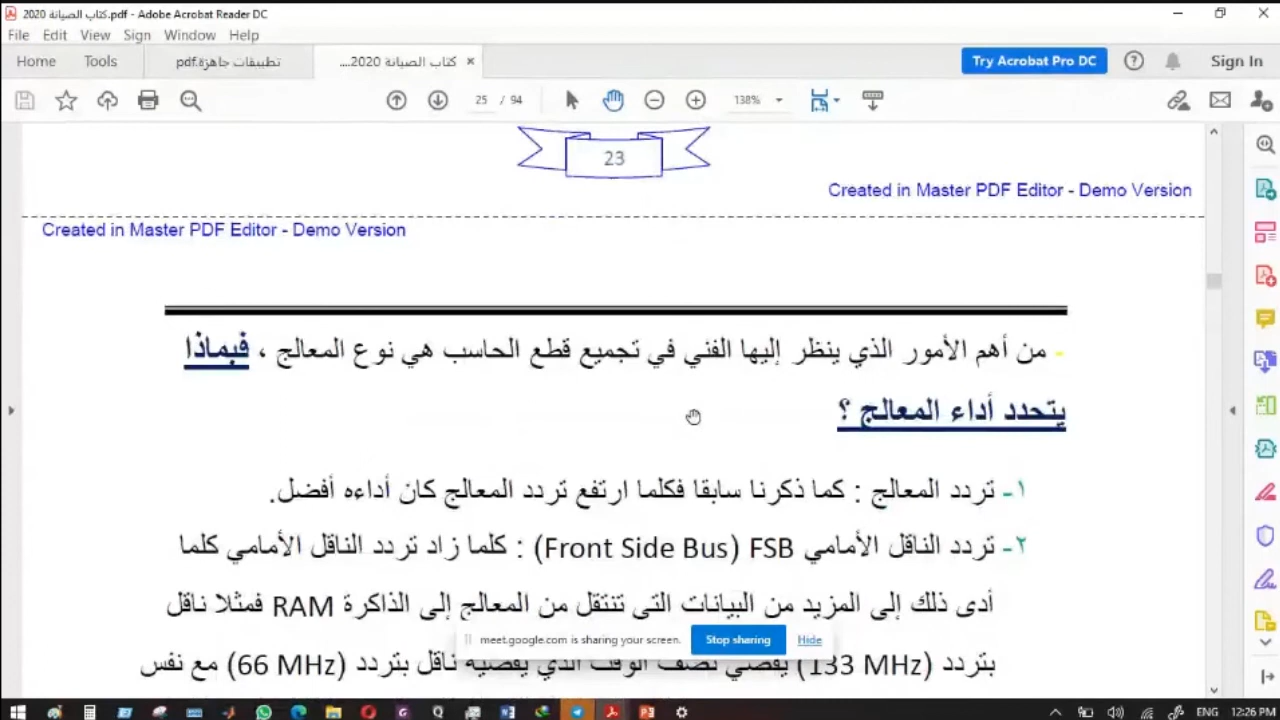 كتاب الصيانة 2020.pdf - Adobe Acrobat Reader DC
File Edit View Sign Window Help
Home Tools تطبيقات جاهزة.pdf كتاب الصيانة 2020.... × Try Acrobat Pro DC Sign In
25 / 94 138%
23
Created in Master PDF Editor - Demo Version
Created in Master PDF Editor - Demo Version
- من أهم الأمور الذي ينظر إليها الفني في تجميع قطع الحاسب هي نوع المعالج ، فبماذا
يتحدد أداء المعالج ؟
١- تردد المعالج : كما ذكرنا سابقا فكلما ارتفع تردد المعالج كان أداءه أفضل.
٢- تردد الناقل الأمامي FSB (Front Side Bus) : كلما زاد تردد الناقل الأمامي كلما
أدى ذلك إلى المزيد من البيانات التي تنتقل من المعالج إلى الذاكرة RAM فمثلا ناقل
meet.google.com is sharing your screen. Stop sharing Hide
بتردد (133 MHz) يقضي نصف الوقت الذي يقضيه ناقل بتردد (66 MHz) مع نفس
ENG 12:26 PM